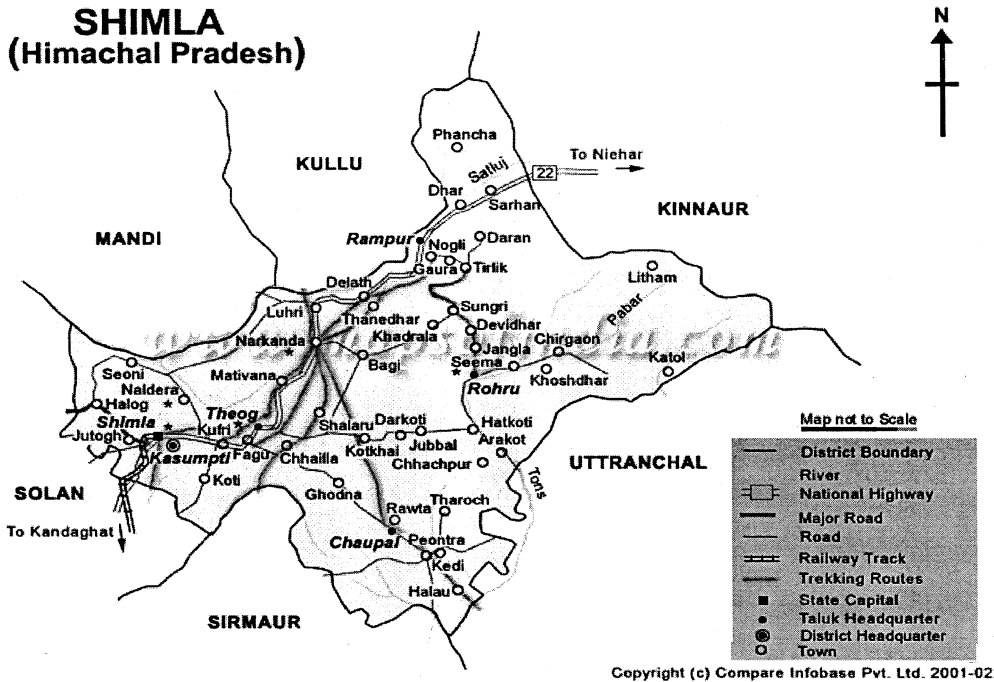 SHIMLA
(Himachal Pradesh)
N
Phancha
KULLU
Satluj
22
To Niehar
Dhar
Sarhan
KINNAUR
MANDI
Rampur
Daran
Nogli
Gaura
Tirlik
Litham
Delath
Pabar
Luhri
Thanedhar
Sungri
Khadrala
Devidhar
Narkanda
Jangla
Chirgaon
Seema
Katol
Bagi
Seoni
Mativana
Khoshdhar
Naldera
Rohru
Halog
Theog
Shimla
Kufri
Shalaru
Darkoti
Hatkoti
Jutogh
Kasumpti
Fagu
Chhailla
Kotkhai
Jubbal
Arakot
Chhachpur
UTTRANCHAL
Koti
Ghodna
Tons
SOLAN
Rawta
Tharoch
To Kandaghat
Chaupal
Peontra
Kedi
Halau
SIRMAUR
Map not to Scale
District Boundary
River
National Highway
Major Road
Road
Railway Track
Trekking Routes
State Capital
Taluk Headquarter
District Headquarter
Town
Copyright (c) Compare Infobase Pvt. Ltd. 2001-02